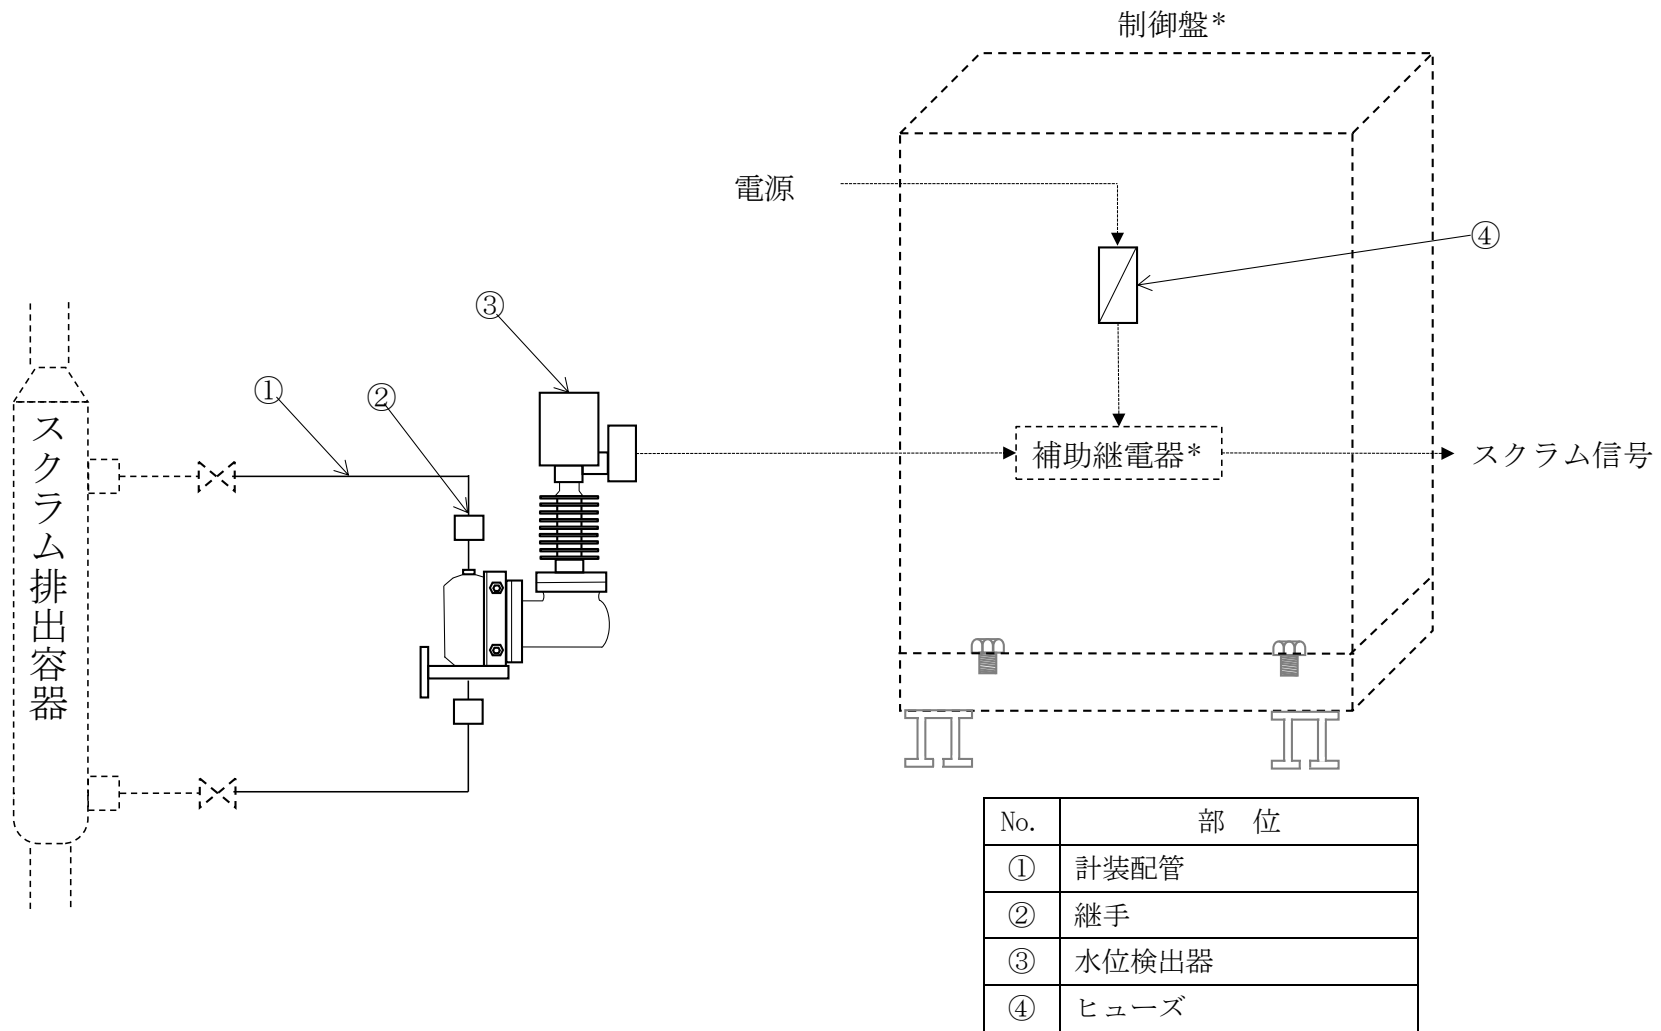 制御盤*
電源
④
③
①
②
スクラム排出容器
補助継電器*
スクラム信号
No. 部　位
① 計装配管
② 継手
③ 水位検出器
④ ヒューズ